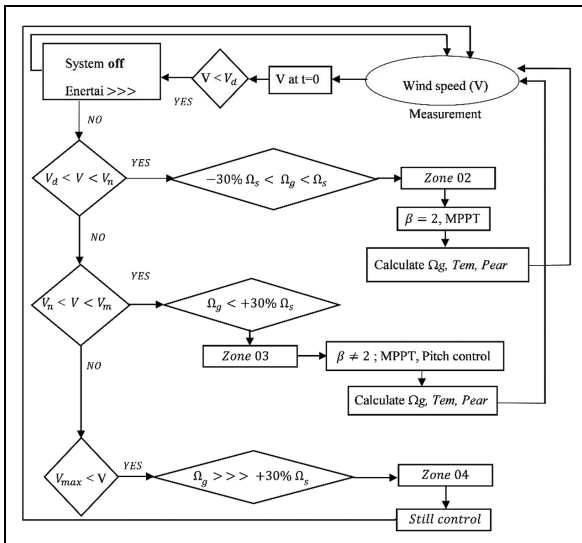 System off
Enertai >>>
V < V_d
V at t=0
Wind speed (V)
Measurement
YES
NO
V_d < V < V_n
YES
−30% Ω_s < Ω_g < Ω_s
Zone 02
β = 2, MPPT
Calculate Ωg, Tem, Pear
NO
V_n < V < V_m
YES
Ω_g < +30% Ω_s
Zone 03
β ≠ 2 ; MPPT, Pitch control
Calculate Ωg, Tem, Pear
NO
V_max < V
YES
Ω_g >>> +30% Ω_s
Zone 04
Still control